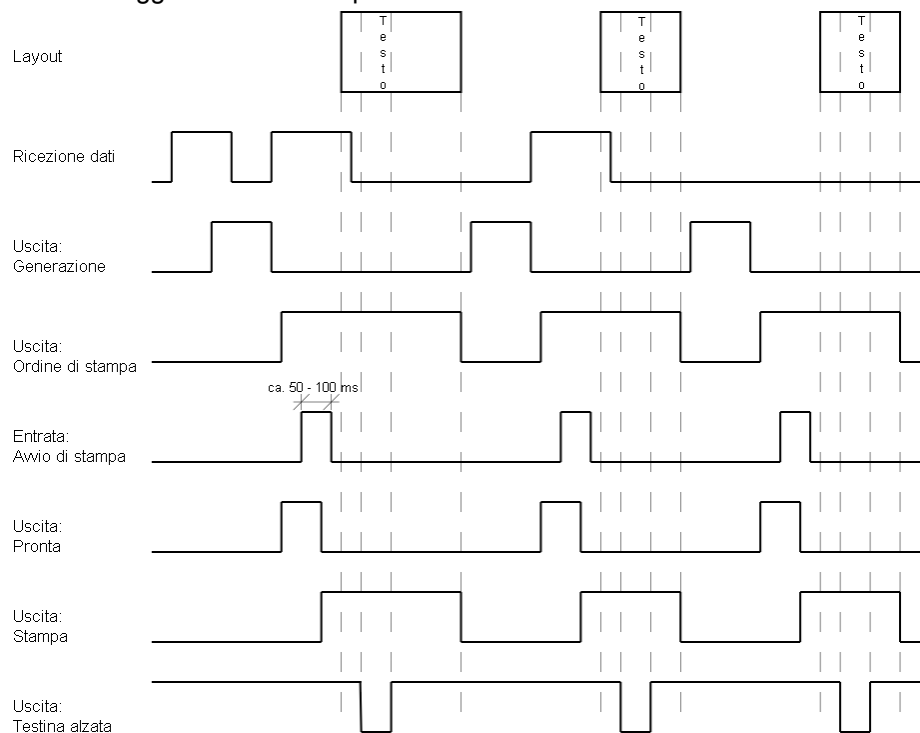 Layout
T
e
s
t
o
T
e
s
t
o
T
e
s
t
o
Ricezione dati
Uscita:
Generazione
Uscita:
Ordine di stampa
ca. 50 - 100 ms
Entrata:
Avvio di stampa
Uscita:
Pronta
Uscita:
Stampa
Uscita:
Testina alzata